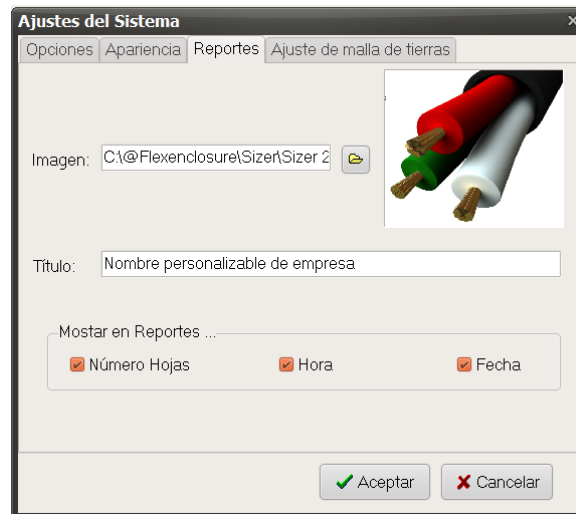 Ajustes del Sistema
Opciones Apariencia Reportes Ajuste de malla de tierras
Imagen: C:\@Flexenclosure\Sizer\Sizer 2
Título: Nombre personalizable de empresa
Mostar en Reportes ...
Número Hojas Hora Fecha
Aceptar Cancelar